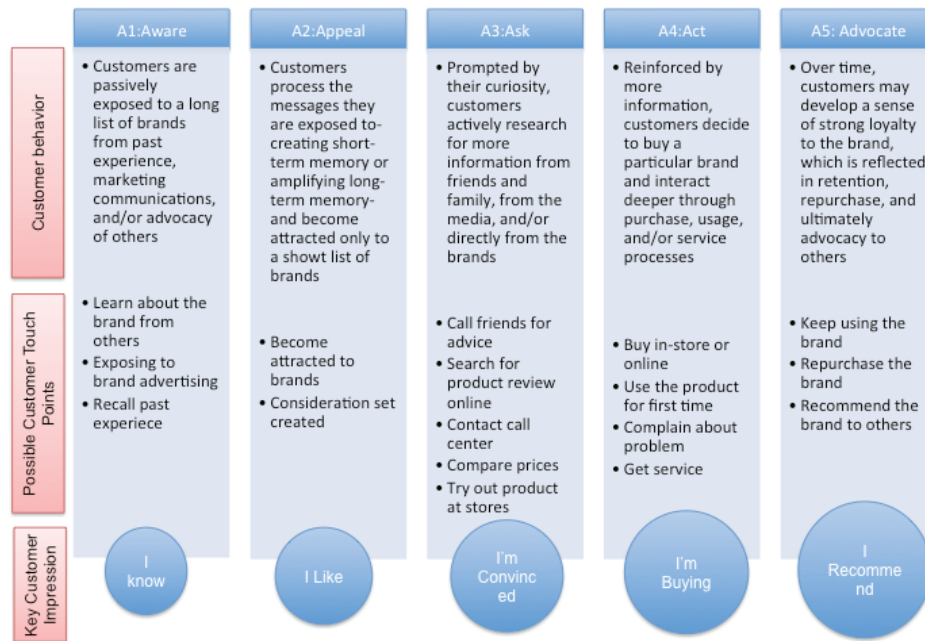 A1:Aware
A2:Appeal
A3:Ask
A4:Act
A5: Advocate
Customer behavior
• Customers are
passively
exposed to a long
list of brands
from past
experience,
marketing
communications,
and/or advocacy
of others
• Customers
process the
messages they
are exposed to-
creating short-
term memory or
amplifying long-
term memory-
and become
attracted only to
a showt list of
brands
• Prompted by
their curiosity,
customers
actively research
for more
information from
friends and
family, from the
media, and/or
directly from the
brands
• Reinforced by
more
information,
customers decide
to buy a
particular brand
and interact
deeper through
purchase, usage,
and/or service
processes
• Over time,
customers may
develop a sense
of strong loyalty
to the brand,
which is reflected
in retention,
repurchase, and
ultimately
advocacy to
others
Possible Customer Touch
Points
• Learn about the
brand from
others
• Exposing to
brand advertising
• Recall past
experiece
• Become
attracted to
brands
• Consideration set
created
• Call friends for
advice
• Search for
product review
online
• Contact call
center
• Compare prices
• Try out product
at stores
• Buy in-store or
online
• Use the product
for first time
• Complain about
problem
• Get service
• Keep using the
brand
• Repurchase the
brand
• Recommend the
brand to others
Key Customer
Impression
I
know
I Like
I'm
Convinc
ed
I'm
Buying
I
Recomme
nd